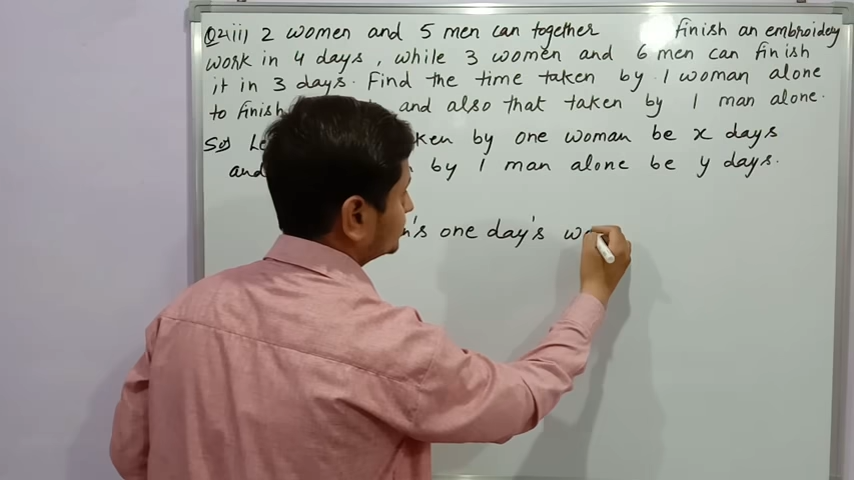 Q2 iii) 2 women and 5 men can together finish an embroidery
work in 4 days, while 3 women and 6 men can finish
it in 3 days. Find the time taken by 1 woman alone
to finish and also that taken by 1 man alone.
Sol) by one woman be x days
by 1 man alone be y days.
one day's